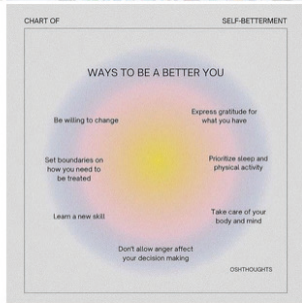 CHART OF
SELF-BETTERMENT
WAYS TO BE A BETTER YOU
Be willing to change
Express gratitude for
what you have
Set boundaries on
how you need to
be treated
Prioritize sleep and
physical activity
Learn a new skill
Take care of your
body and mind
Don't allow anger affect
your decision making
OSHTHOUGHTS